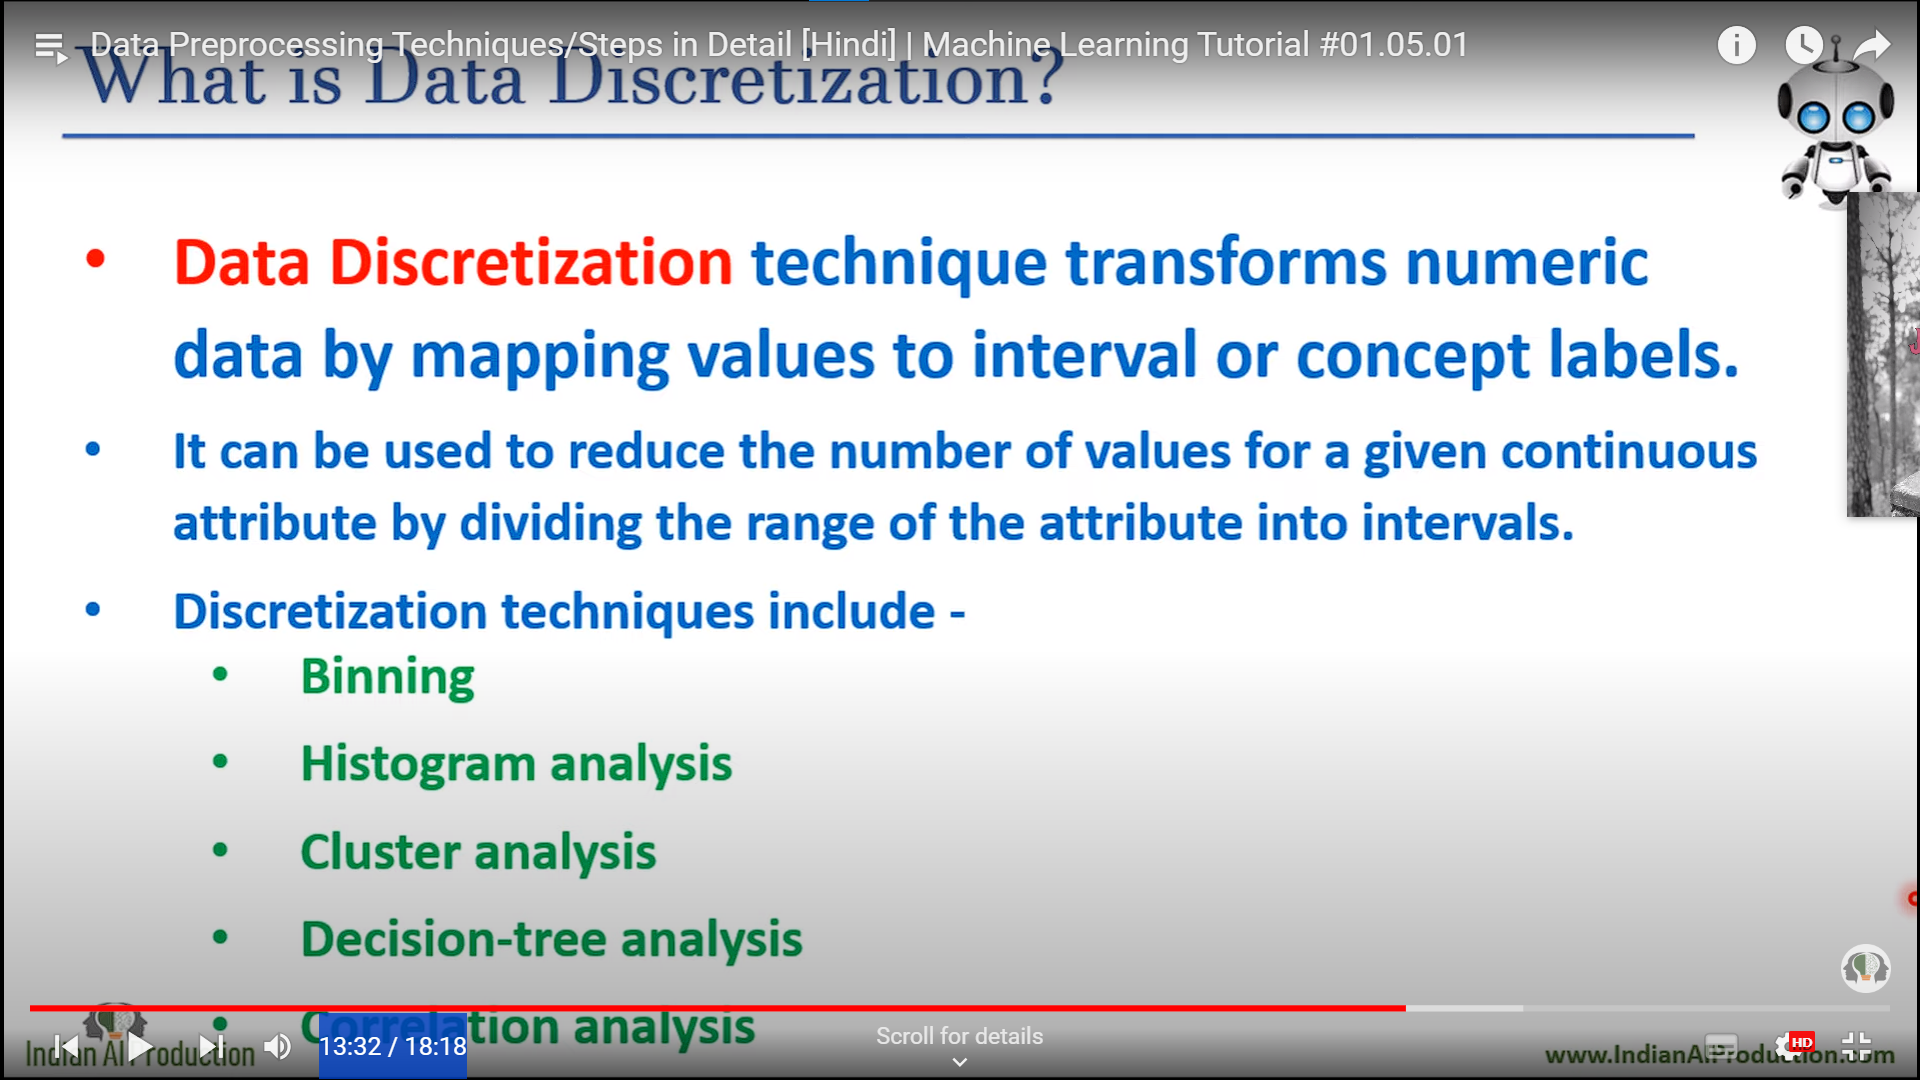 Data Preprocessing Techniques/Steps in Detail [Hindi] | Machine Learning Tutorial #01.05.01
What is Data Discretization?
• Data Discretization technique transforms numeric
data by mapping values to interval or concept labels.
• It can be used to reduce the number of values for a given continuous
attribute by dividing the range of the attribute into intervals.
• Discretization techniques include -
• Binning
• Histogram analysis
• Cluster analysis
• Decision-tree analysis
• Correlation analysis
Scroll for details
13:32 / 18:18
HD
Indian AI Production
www.IndianAIProduction.com